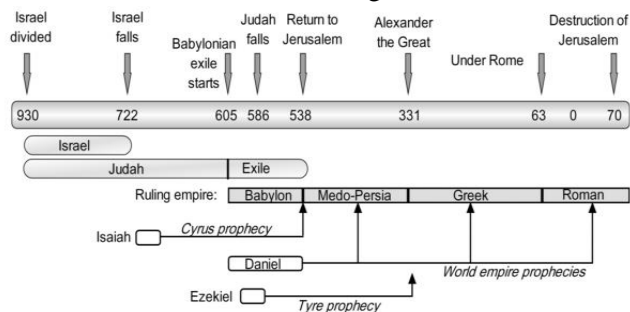 Israel divided
Israel falls
Babylonian exile starts
Judah falls
Return to Jerusalem
Alexander the Great
Under Rome
Destruction of Jerusalem
930 722 605 586 538 331 63 0 70
Israel
Judah Exile
Ruling empire: Babylon Medo-Persia Greek Roman
Isaiah Cyrus prophecy
Daniel World empire prophecies
Ezekiel Tyre prophecy